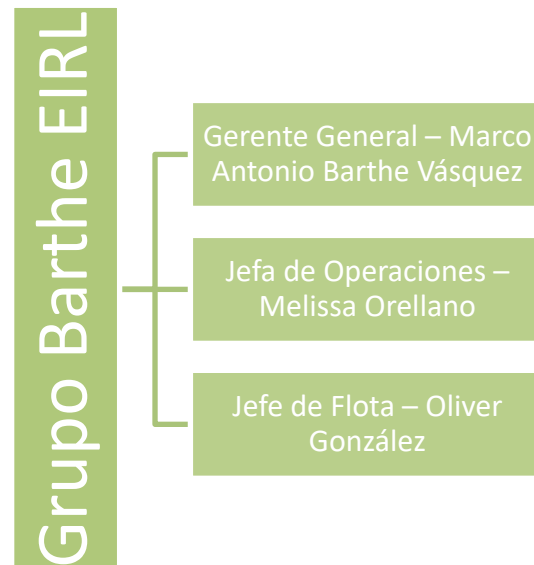 Grupo Barthe EIRL
Gerente General – Marco
Antonio Barthe Vásquez
Jefa de Operaciones –
Melissa Orellano
Jefe de Flota – Oliver
González